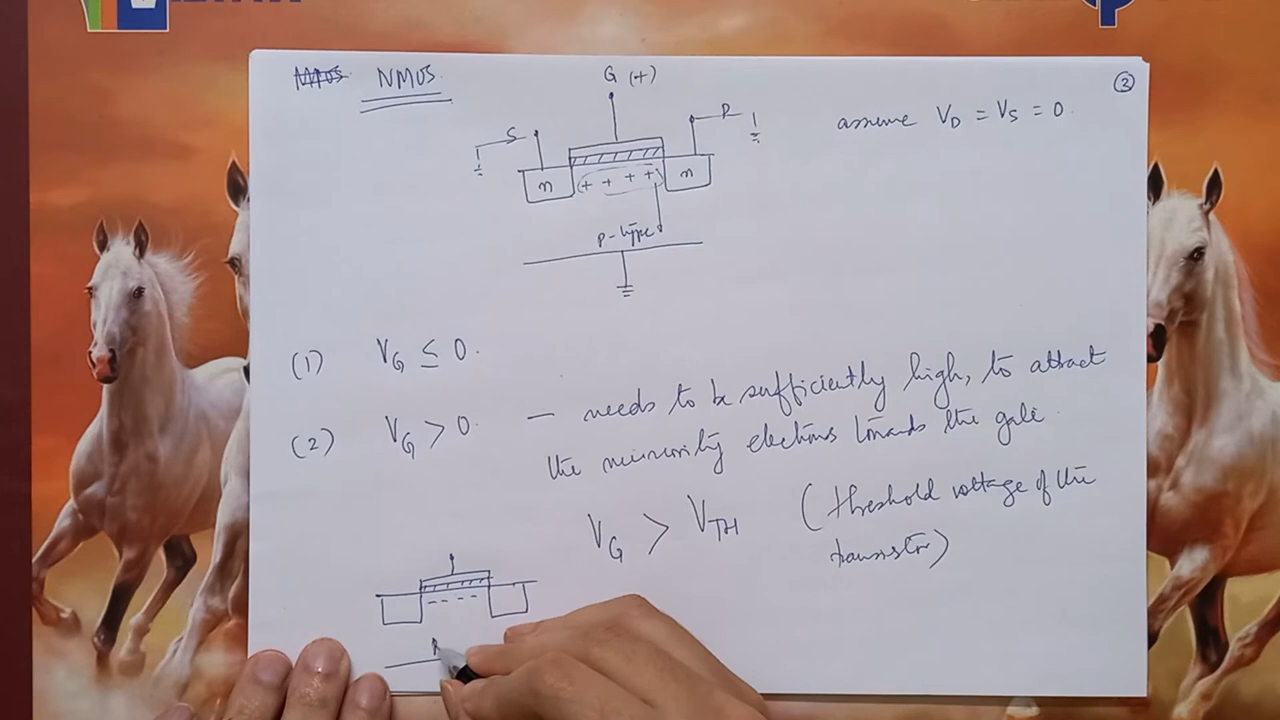 NMOS
G (+)
②
S
D
assume V_D = V_S = 0.
n
+ + + +
n
p-type
(1) V_G ≤ 0.
(2) V_G > 0. — needs to be sufficiently high, to attract
the minority electrons towards the gate.
V_G > V_TH (threshold voltage of the
transistor)
- - - -